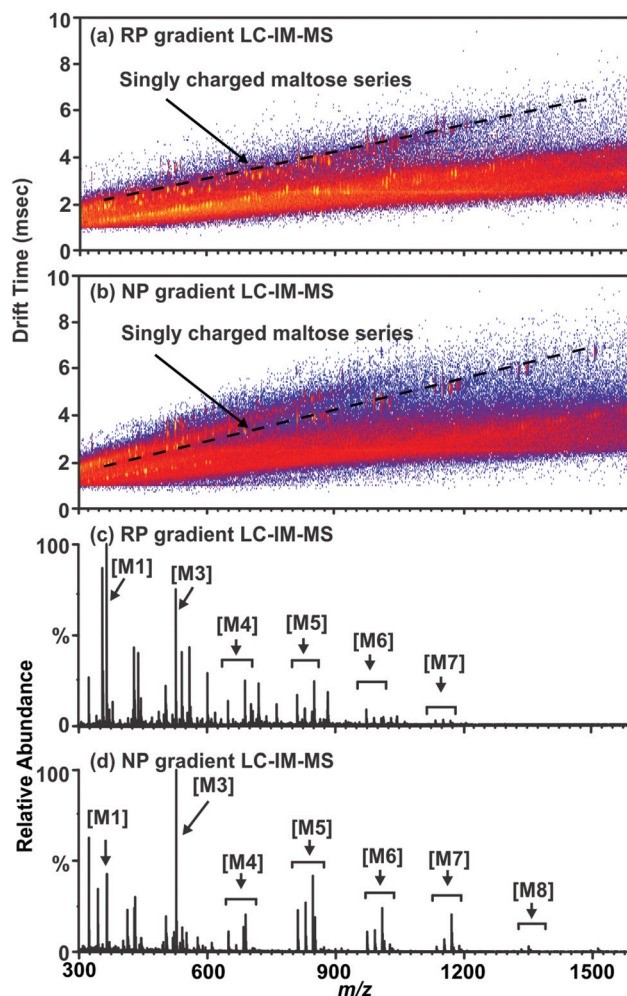 (a) RP gradient LC-IM-MS
Singly charged maltose series
10
8
6
4
2
0
Drift Time (msec)
(b) NP gradient LC-IM-MS
Singly charged maltose series
10
8
6
4
2
0
(c) RP gradient LC-IM-MS
100
%
0
[M1]
[M3]
[M4]
[M5]
[M6]
[M7]
Relative Abundance
(d) NP gradient LC-IM-MS
100
%
0
[M1]
[M3]
[M4]
[M5]
[M6]
[M7]
[M8]
300 600 900 1200 1500
m/z